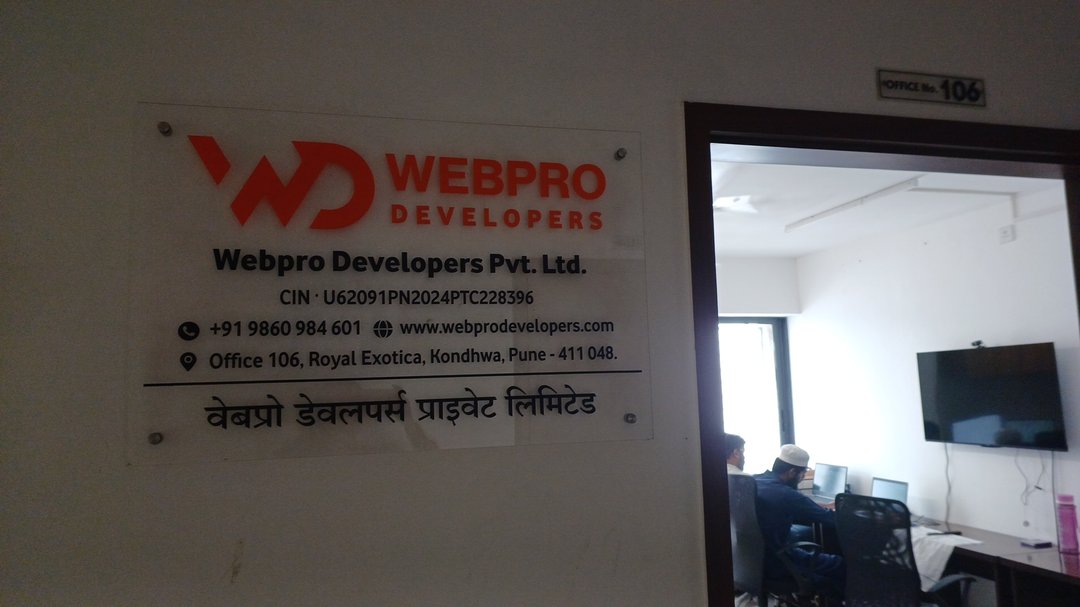 OFFICE No. 106
WD WEBPRO
DEVELOPERS
Webpro Developers Pvt. Ltd.
CIN · U62091PN2024PTC228396
+91 9860 984 601 www.webprodevelopers.com
Office 106, Royal Exotica, Kondhwa, Pune - 411 048.
वेबप्रो डेवलपर्स प्राइवेट लिमिटेड